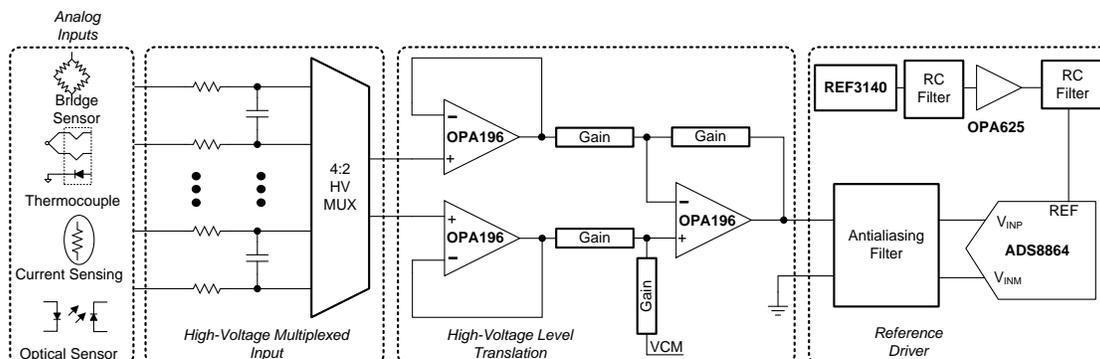 Analog
Inputs
Bridge
Sensor
Thermocouple
Current Sensing
Optical Sensor
4:2
HV
MUX
High-Voltage Multiplexed
Input
OPA196
+
OPA196
+
Gain
Gain
Gain
Gain
OPA196
+
VCM
High-Voltage Level
Translation
REF3140
RC
Filter
OPA625
RC
Filter
Antialiasing
Filter
REF
VINP
ADS8864
VINM
Reference
Driver